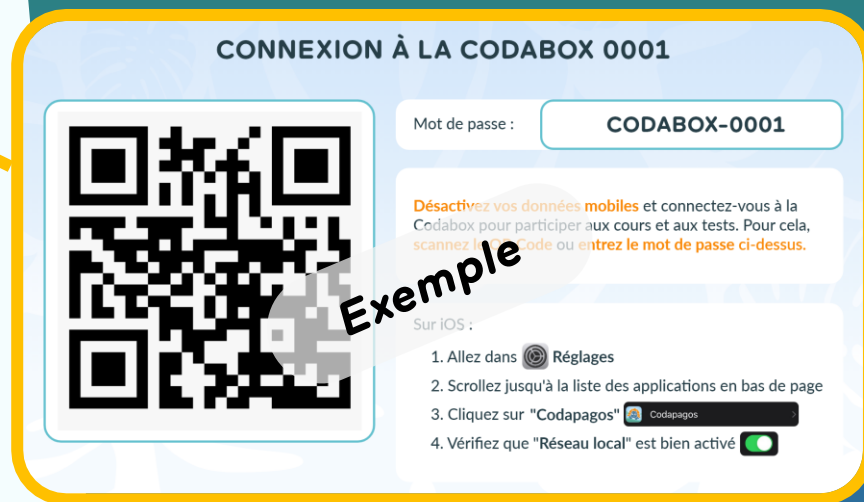 CONNEXION À LA CODABOX 0001
Mot de passe :
CODABOX-0001
Désactivez vos données mobiles et connectez-vous à la
Codabox pour participer aux cours et aux tests. Pour cela,
scannez le QR Code ou entrez le mot de passe ci-dessus.
Exemple
Sur iOS :
1. Allez dans Réglages
2. Scrollez jusqu'à la liste des applications en bas de page
3. Cliquez sur "Codapagos" Codapagos
4. Vérifiez que "Réseau local" est bien activé